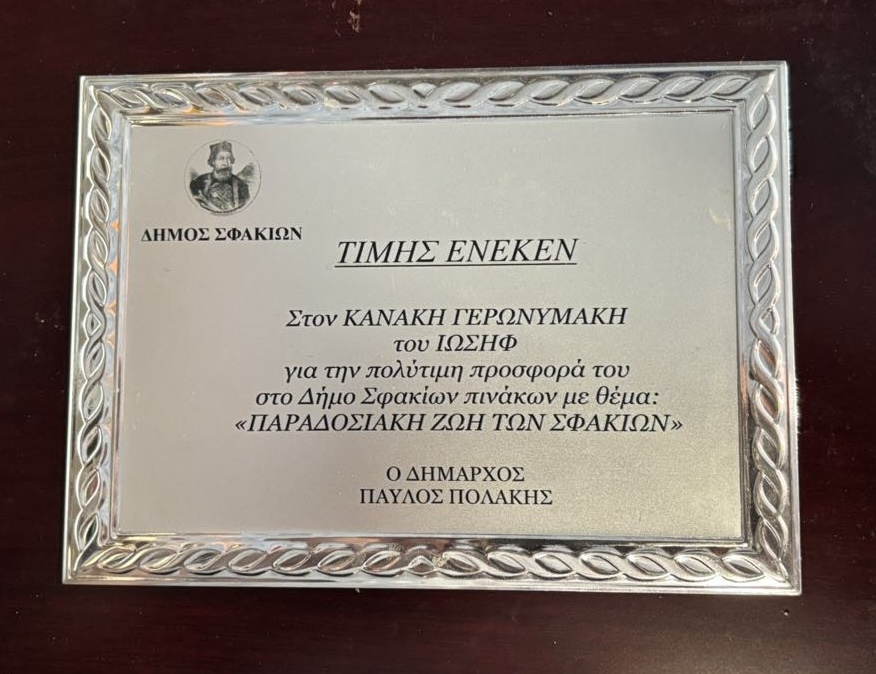 ΔΗΜΟΣ ΣΦΑΚΙΩΝ
ΤΙΜΗΣ ΕΝΕΚΕΝ
Στον ΚΑΝΑΚΗ ΓΕΡΩΝΥΜΑΚΗ
του ΙΩΣΗΦ
για την πολύτιμη προσφορά του
στο Δήμο Σφακίων πινάκων με θέμα:
«ΠΑΡΑΔΟΣΙΑΚΗ ΖΩΗ ΤΩΝ ΣΦΑΚΙΩΝ»
Ο ΔΗΜΑΡΧΟΣ
ΠΑΥΛΟΣ ΠΟΛΑΚΗΣ